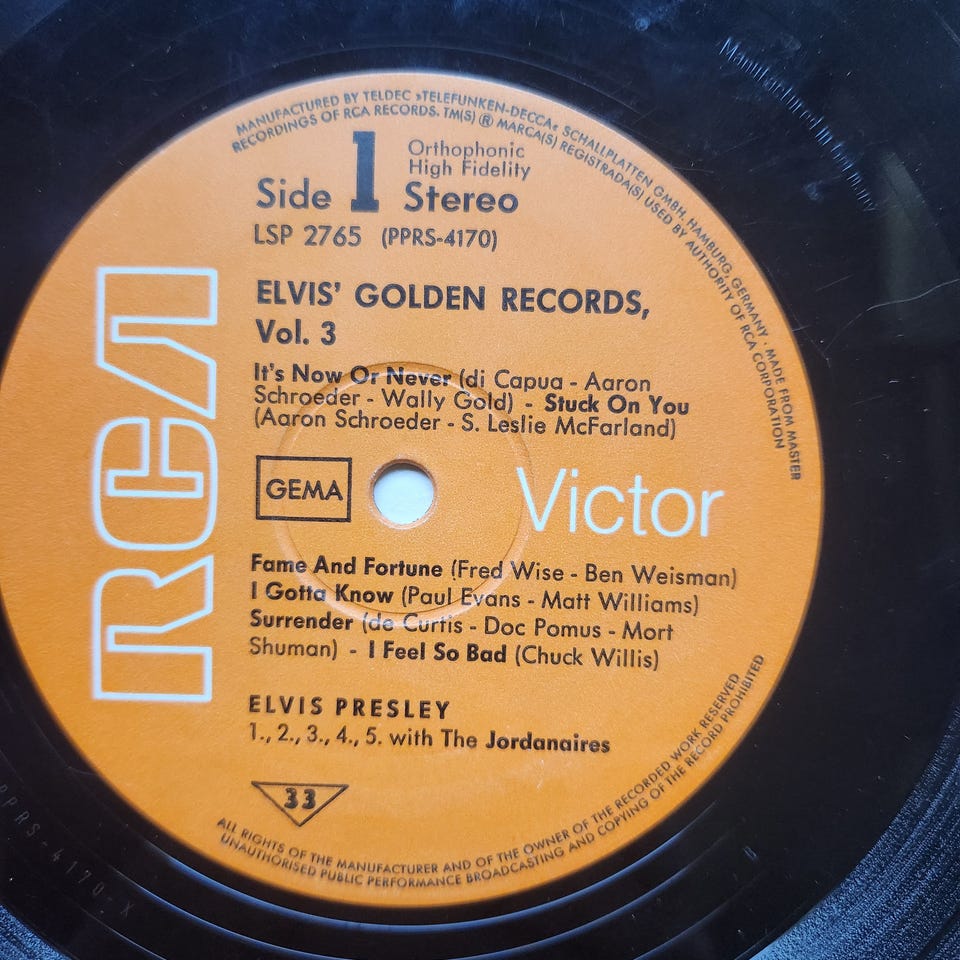 MANUFACTURED BY TELDEC »TELEFUNKEN-DECCA« SCHALLPLATTEN GMBH. HAMBURG, GERMANY · MADE FROM MASTER
RECORDINGS OF RCA RECORDS. TM(S) ® MARCA(S) REGISTRADA(S) USED BY AUTHORITY OF RCA CORPORATION
Manufactured in Germany
Side 1
Orthophonic
High Fidelity
Stereo
LSP 2765 (PPRS-4170)
ELVIS' GOLDEN RECORDS,
Vol. 3
It's Now Or Never (di Capua - Aaron
Schroeder - Wally Gold) - Stuck On You
(Aaron Schroeder - S. Leslie McFarland)
RCA
GEMA
Victor
Fame And Fortune (Fred Wise - Ben Weisman)
I Gotta Know (Paul Evans - Matt Williams)
Surrender (de Curtis - Doc Pomus - Mort
Shuman) - I Feel So Bad (Chuck Willis)
ELVIS PRESLEY
1., 2., 3., 4., 5. with The Jordanaires
33
ALL RIGHTS OF THE MANUFACTURER AND OF THE OWNER OF THE RECORDED WORK RESERVED
UNAUTHORISED PUBLIC PERFORMANCE BROADCASTING AND COPYING OF THE RECORD PROHIBITED
PPRS-4170-X